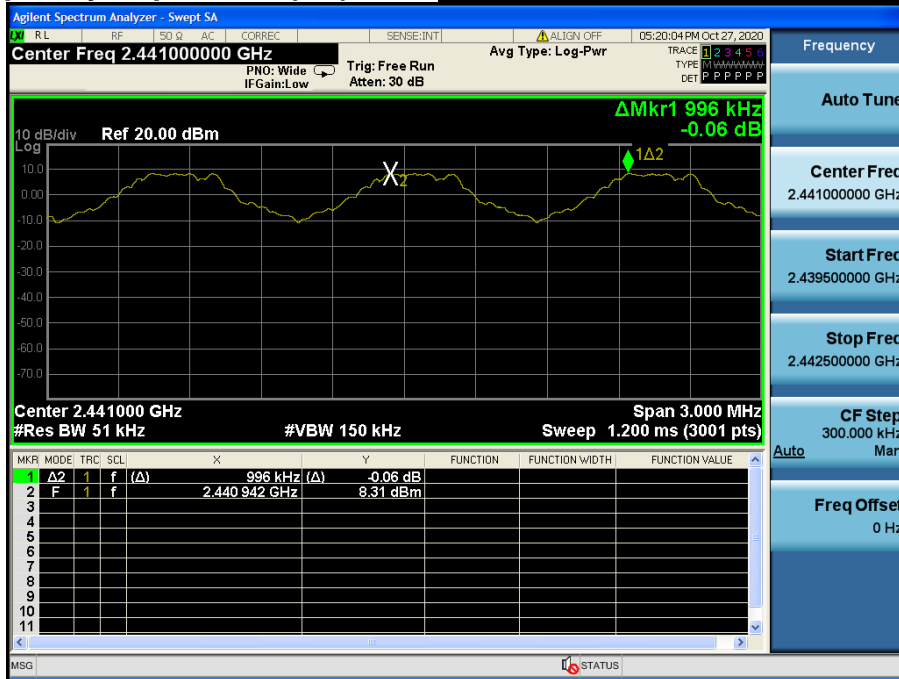 Agilent Spectrum Analyzer - Swept SA
LXI RL RF 50 Ω AC CORREC SENSE:INT ALIGN OFF 05:20:04 PM Oct 27, 2020
Center Freq 2.441000000 GHz
PNO: Wide
IFGain:Low
Trig: Free Run
Atten: 30 dB
Avg Type: Log-Pwr
TRACE 1 2 3 4 5 6
TYPE M WWWWW
DET P P P P P P
ΔMkr1 996 kHz
-0.06 dB
10 dB/div Ref 20.00 dBm
Log
1Δ2
10.0
X2
0.00
-10.0
-20.0
-30.0
-40.0
-50.0
-60.0
-70.0
Center 2.441000 GHz Span 3.000 MHz
#Res BW 51 kHz #VBW 150 kHz Sweep 1.200 ms (3001 pts)
MKR MODE TRC SCL X Y FUNCTION FUNCTION WIDTH FUNCTION VALUE
1 Δ2 1 f (Δ) 996 kHz (Δ) -0.06 dB
2 F 1 f 2.440 942 GHz 8.31 dBm
3
4
5
6
7
8
9
10
11
MSG STATUS
Frequency
Auto Tune
Center Freq
2.441000000 GHz
Start Freq
2.439500000 GHz
Stop Freq
2.442500000 GHz
CF Step
300.000 kHz
Auto Man
Freq Offset
0 Hz